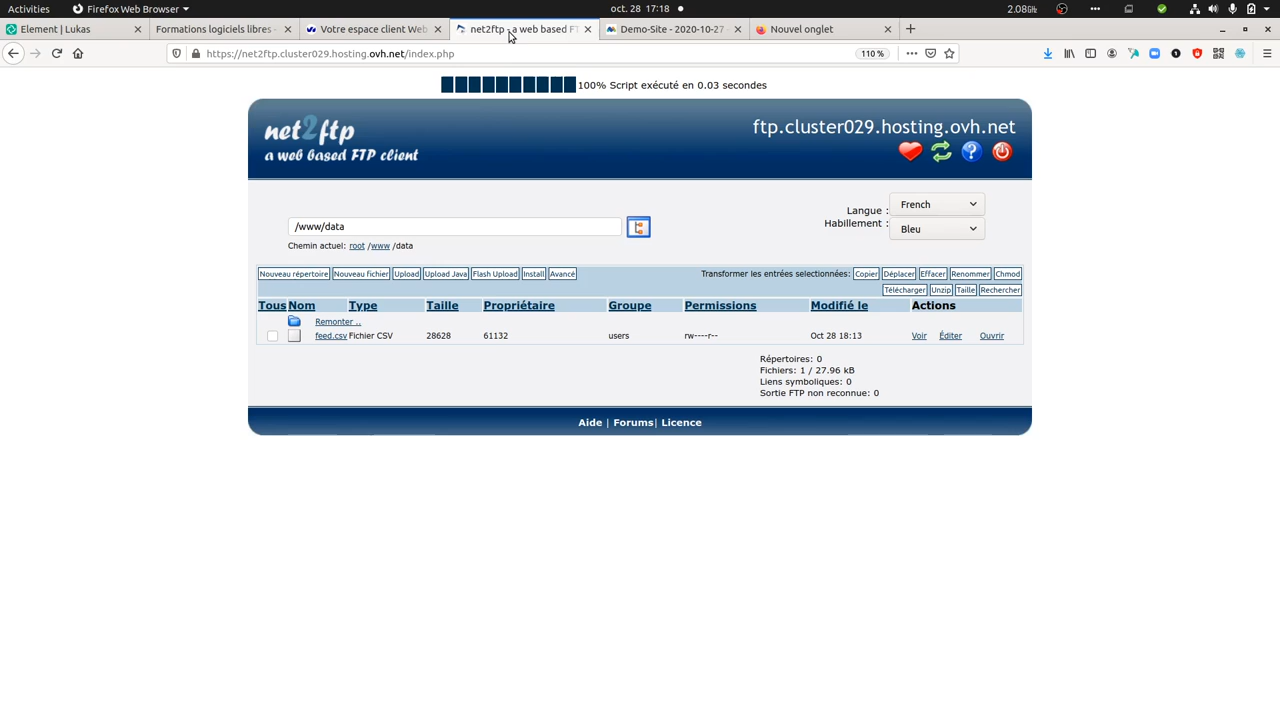 Activities Firefox Web Browser oct. 28 17:18 2.08Gib
Element | Lukas Formations logiciels libres - Votre espace client Web net2ftp - a web based FT Demo-Site - 2020-10-27 Nouvel onglet
https://net2ftp.cluster029.hosting.ovh.net/index.php 110 %
100% Script exécuté en 0.03 secondes
net2ftp ftp.cluster029.hosting.ovh.net
a web based FTP client
Langue : French
/www/data Habillement : Bleu
Chemin actuel: root /www /data
Nouveau répertoire Nouveau fichier Upload Upload Java Flash Upload Install Avancé Transformer les entrées selectionnées: Copier Déplacer Effacer Renommer Chmod
Télécharger Unzip Taille Rechercher
Tous Nom Type Taille Propriétaire Groupe Permissions Modifié le Actions
Remonter ..
feed.csv Fichier CSV 28628 61132 users rw----r-- Oct 28 18:13 Voir Éditer Ouvrir
Répertoires: 0
Fichiers: 1 / 27.96 kB
Liens symboliques: 0
Sortie FTP non reconnue: 0
Aide | Forums| Licence